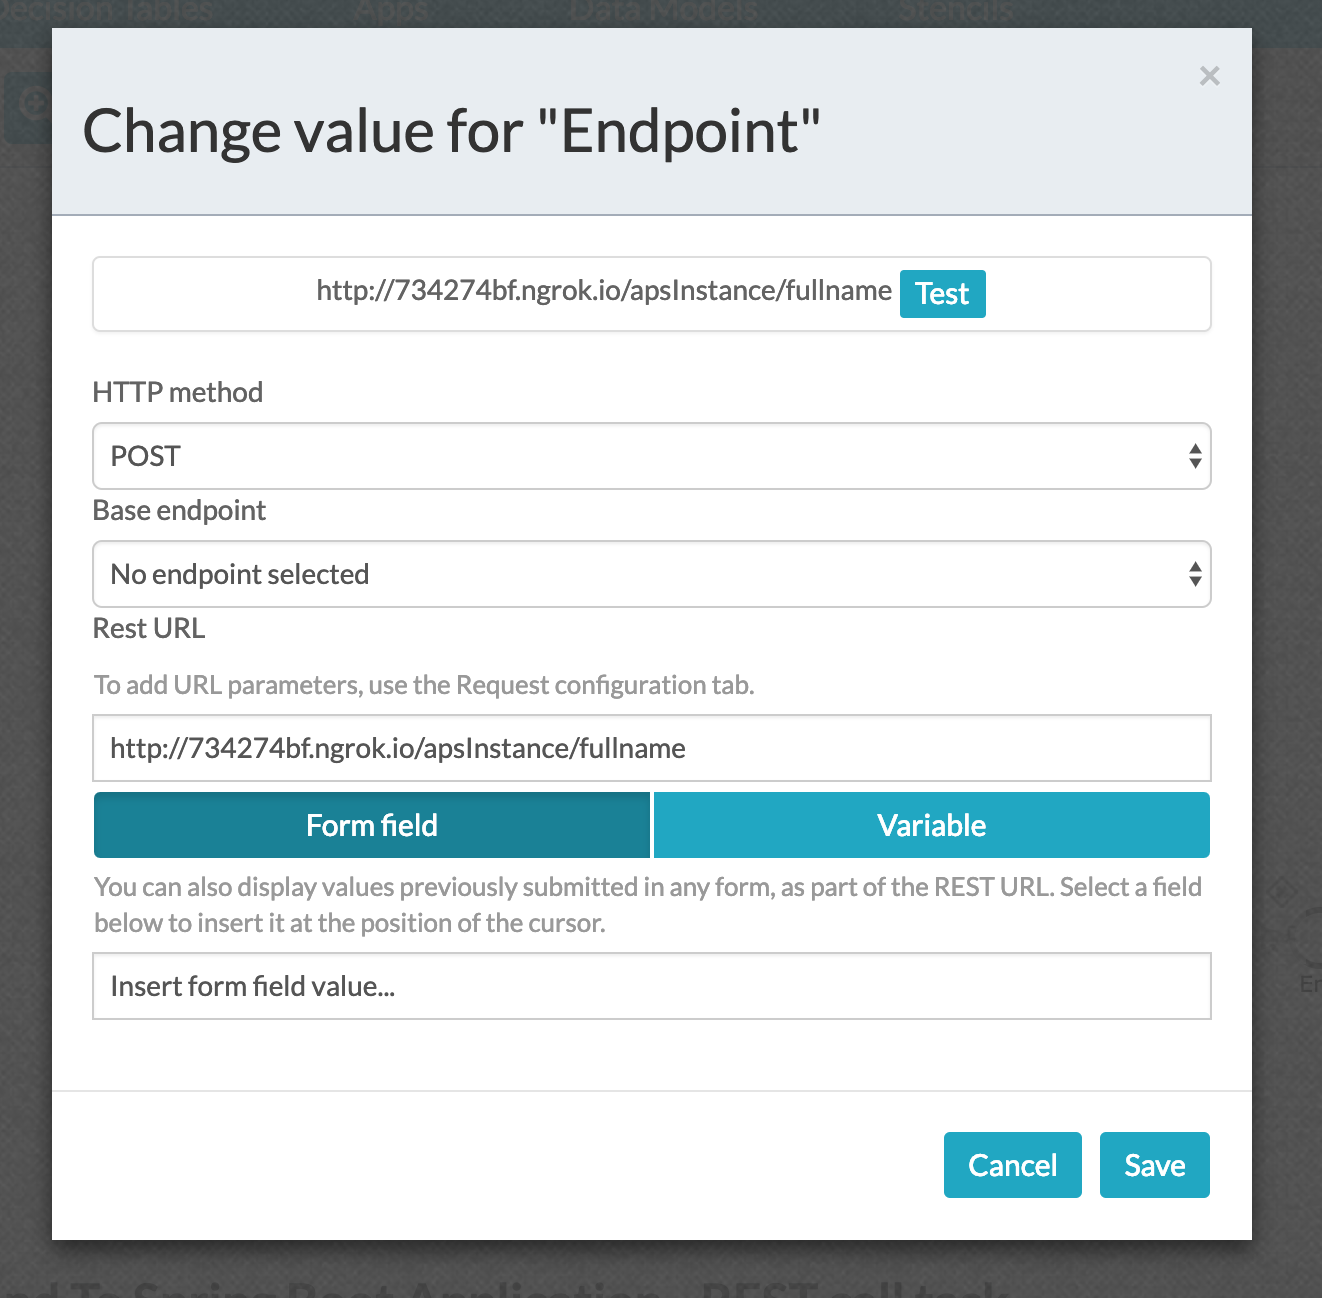 Decision Tables Apps Data Models Stencils
×
Change value for "Endpoint"
http://734274bf.ngrok.io/apsInstance/fullname Test
HTTP method
POST
Base endpoint
No endpoint selected
Rest URL
To add URL parameters, use the Request configuration tab.
http://734274bf.ngrok.io/apsInstance/fullname
Form field Variable
You can also display values previously submitted in any form, as part of the REST URL. Select a field
below to insert it at the position of the cursor.
Insert form field value...
Cancel Save
To Spring Boot Application - REST call task